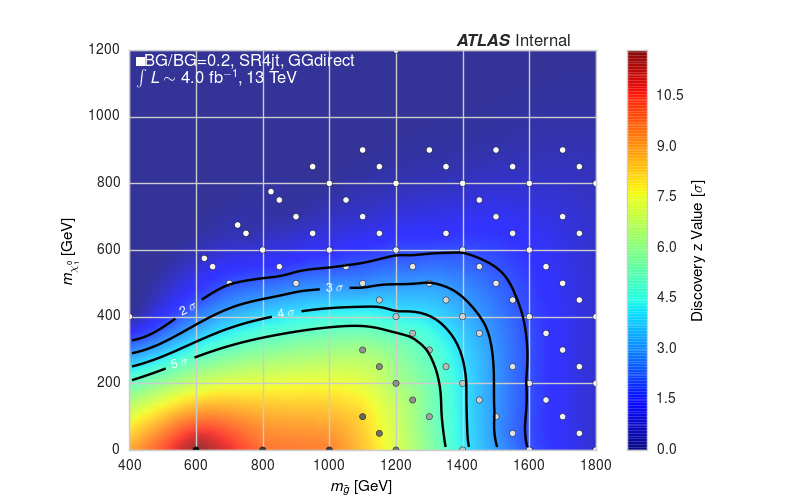 ATLAS Internal
BG/BG=0.2, SR4jt, GGdirect
∫ L ∼ 4.0 fb⁻¹, 13 TeV
1200
1000
800
600
400
200
0
m_χ̃₁⁰ [GeV]
2 σ
3 σ
4 σ
5 σ
400 600 800 1000 1200 1400 1600 1800
m_g̃ [GeV]
10.5
9.0
7.5
6.0
4.5
3.0
1.5
0.0
Discovery z Value [σ]